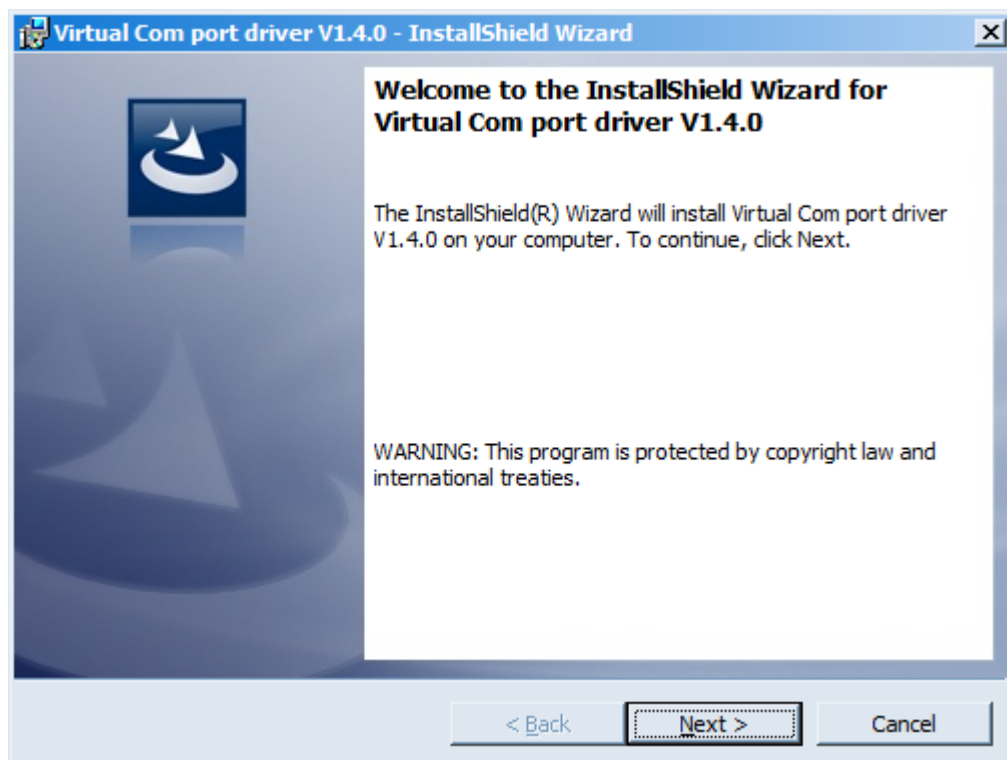 Virtual Com port driver V1.4.0 - InstallShield Wizard
Welcome to the InstallShield Wizard for
Virtual Com port driver V1.4.0
The InstallShield(R) Wizard will install Virtual Com port driver
V1.4.0 on your computer. To continue, click Next.
WARNING: This program is protected by copyright law and
international treaties.
< Back
Next >
Cancel